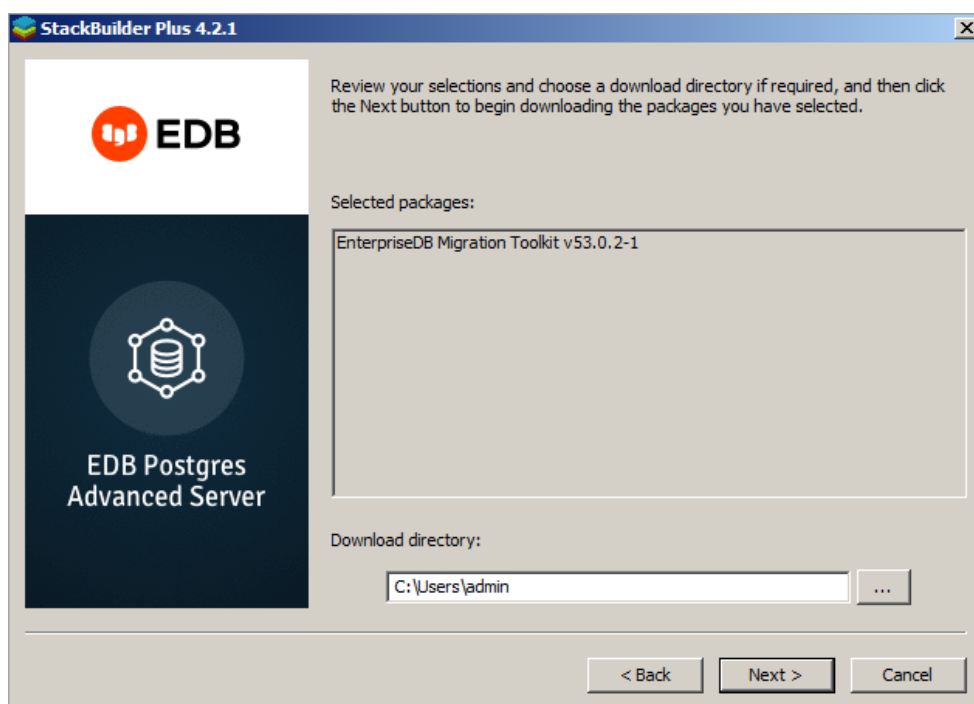 StackBuilder Plus 4.2.1
EDB
EDB Postgres
Advanced Server
Review your selections and choose a download directory if required, and then click
the Next button to begin downloading the packages you have selected.
Selected packages:
EnterpriseDB Migration Toolkit v53.0.2-1
Download directory:
C:\Users\admin
...
< Back
Next >
Cancel